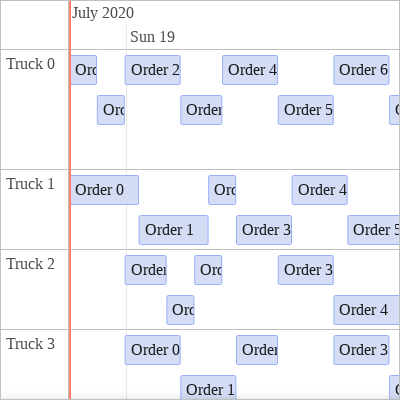 July 2020
Sun 19
Truck 0
Ord
Order 2
Order 4
Order 6
Ord
Order
Order 5
Truck 1
Order 0
Ord
Order 4
Order 1
Order 3
Order 5
Truck 2
Order
Ord
Order 3
Ord
Order 4
Truck 3
Order 0
Order
Order 3
Order 1